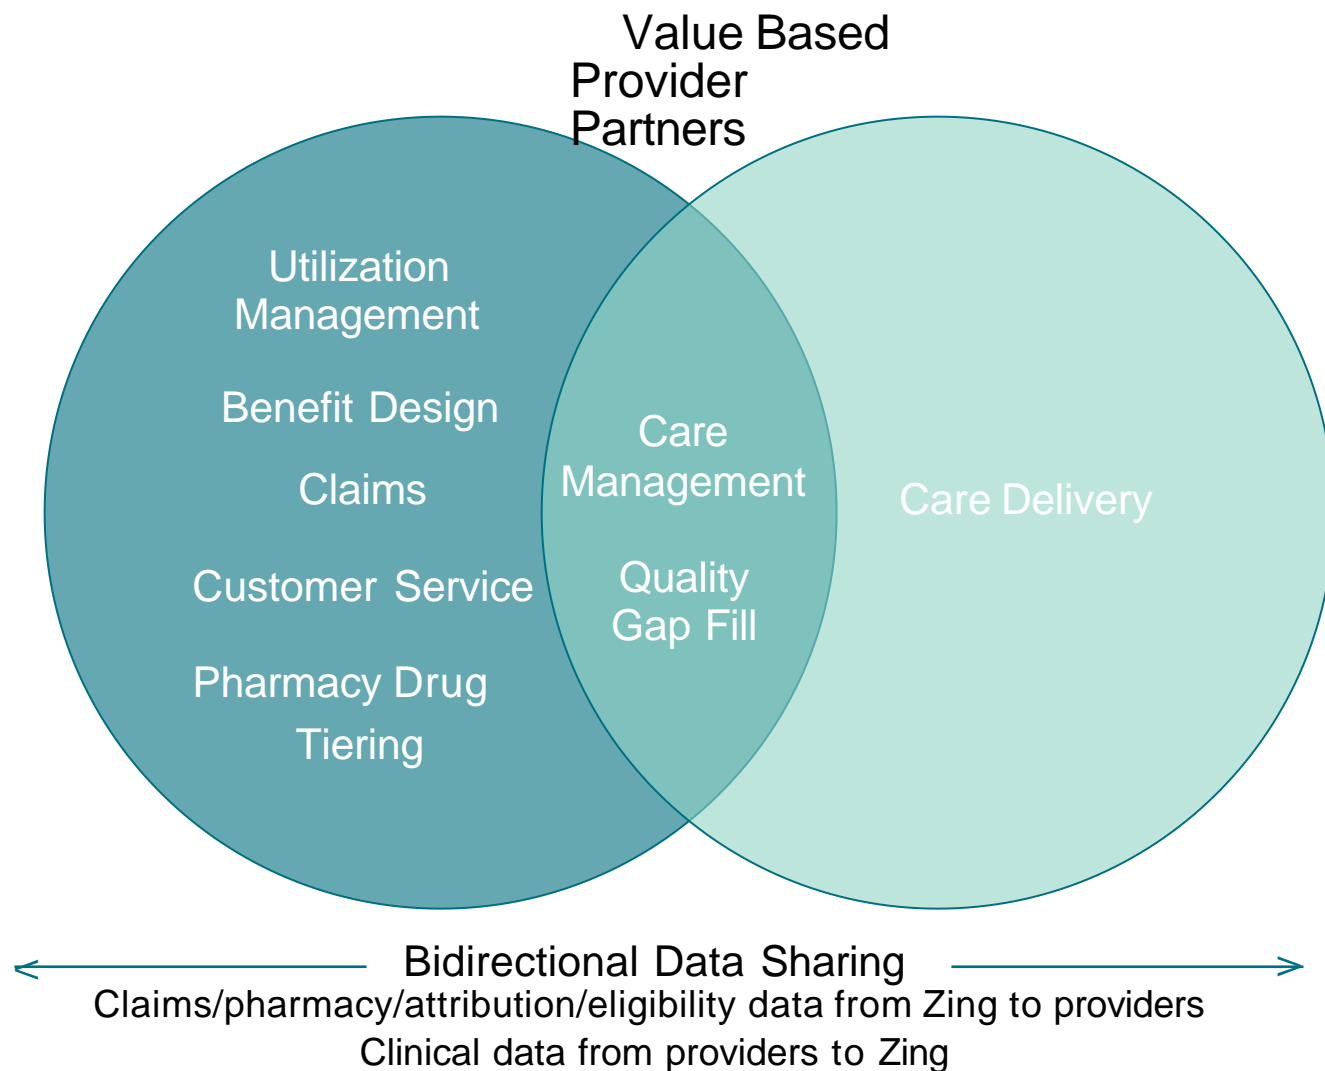 Value Based
Provider
Partners
Utilization
Management
Benefit Design
Claims
Customer Service
Pharmacy Drug
Tiering
Care
Management
Quality
Gap Fill
Care Delivery
Bidirectional Data Sharing
Claims/pharmacy/attribution/eligibility data from Zing to providers
Clinical data from providers to Zing